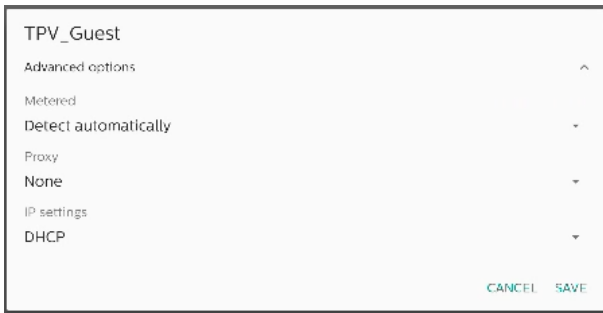 TPV_Guest
Advanced options
Metered
Detect automatically
Proxy
None
IP settings
DHCP
CANCEL SAVE